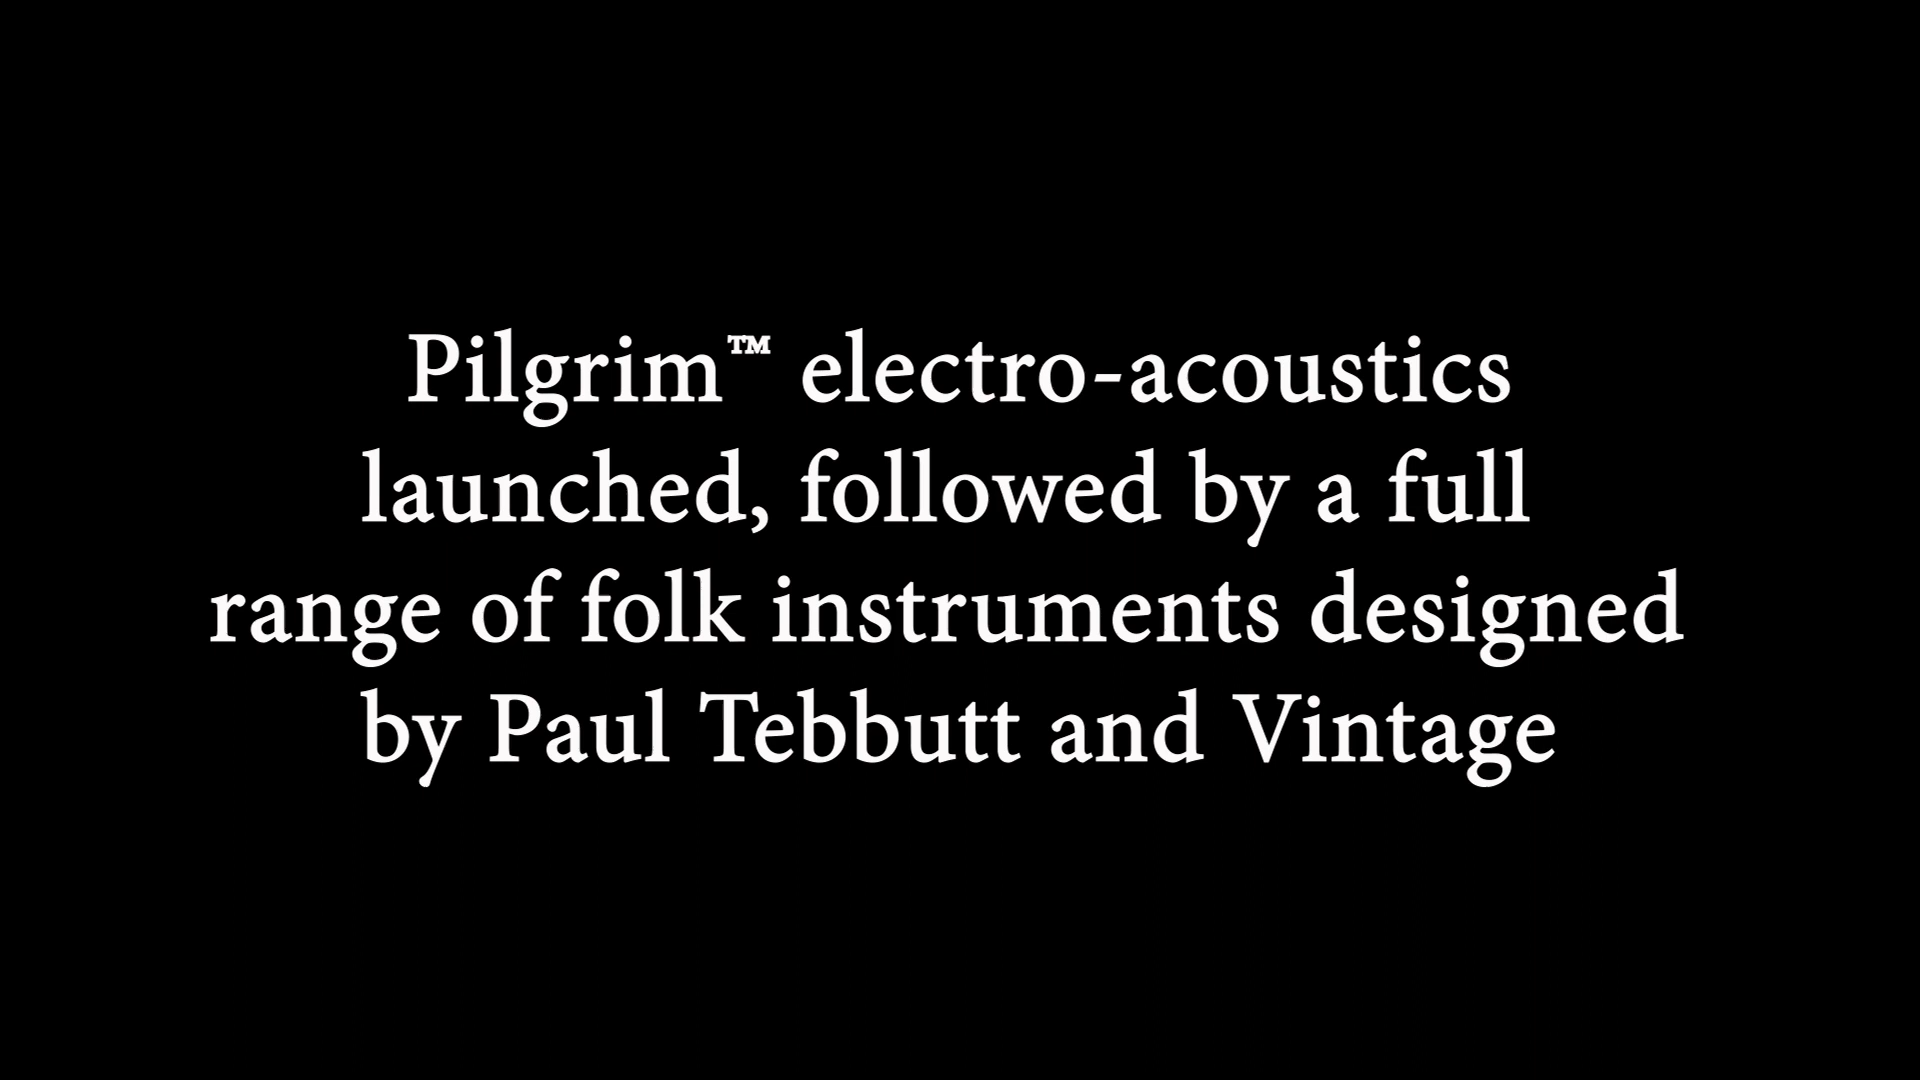 Pilgrim™ electro-acoustics
launched, followed by a full
range of folk instruments designed
by Paul Tebbutt and Vintage